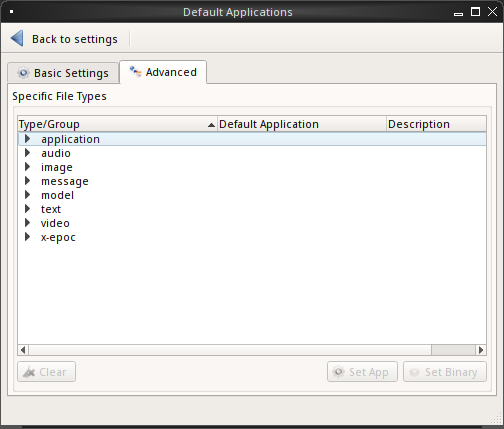 Default Applications
Back to settings
Basic Settings Advanced
Specific File Types
Type/Group Default Application Description
application
audio
image
message
model
text
video
x-epoc
Clear Set App Set Binary